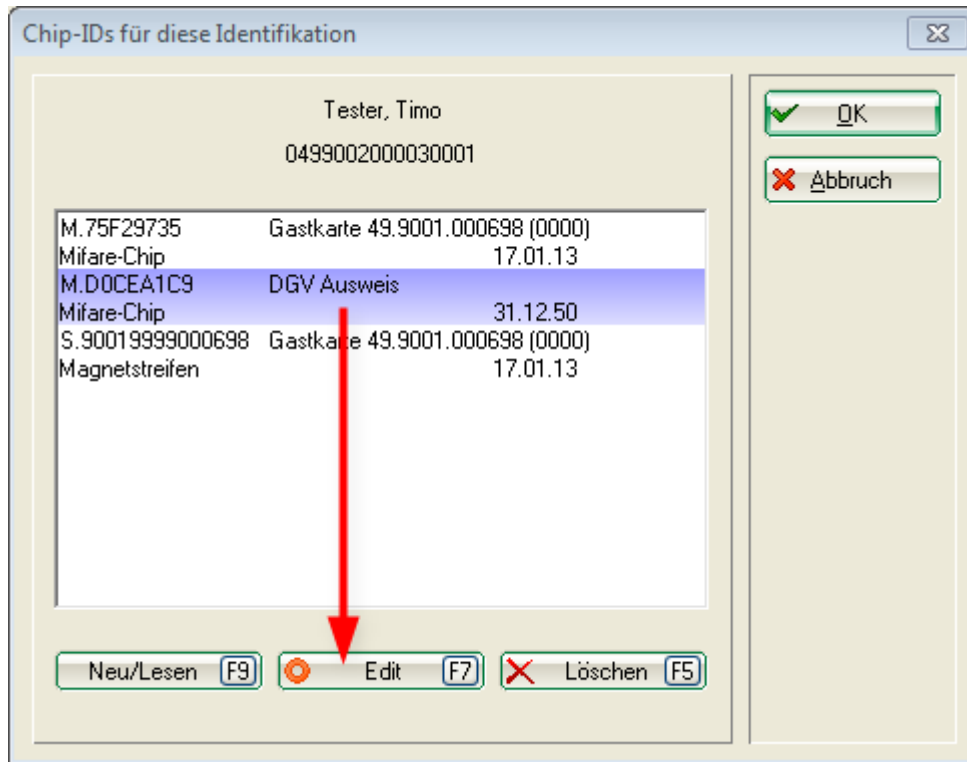 Chip-IDs für diese Identifikation
Tester, Timo
0499002000030001
OK
Abbruch
M.75F29735 Gastkarte 49.9001.000698 (0000)
Mifare-Chip 17.01.13
M.D0CEA1C9 DGV Ausweis
Mifare-Chip 31.12.50
S.90019999000698 Gastkarte 49.9001.000698 (0000)
Magnetstreifen 17.01.13
Neu/Lesen F9 Edit F7 Löschen F5